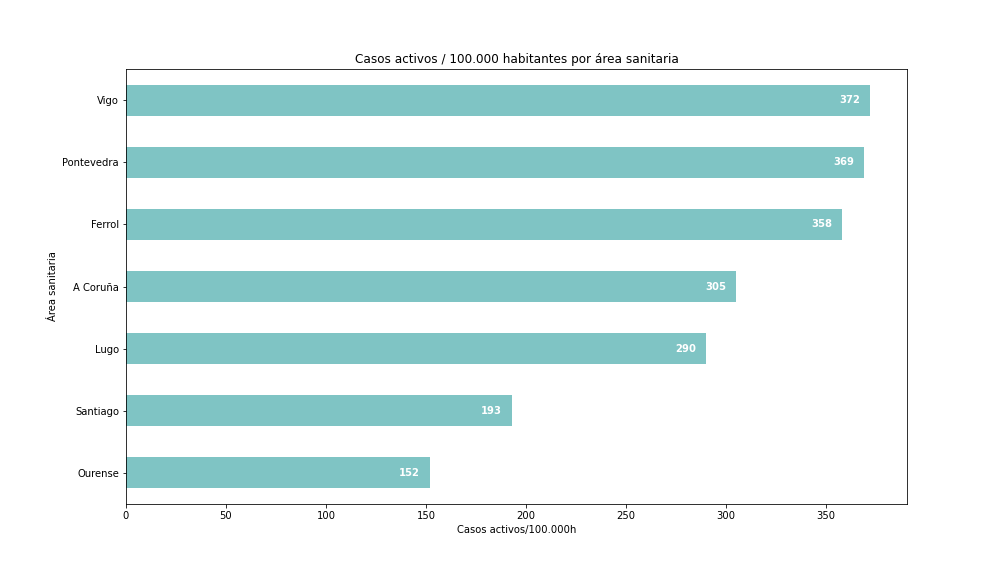 Casos activos / 100.000 habitantes por área sanitaria
Área sanitaria
Vigo 372
Pontevedra 369
Ferrol 358
A Coruña 305
Lugo 290
Santiago 193
Ourense 152
0 50 100 150 200 250 300 350
Casos activos/100.000h